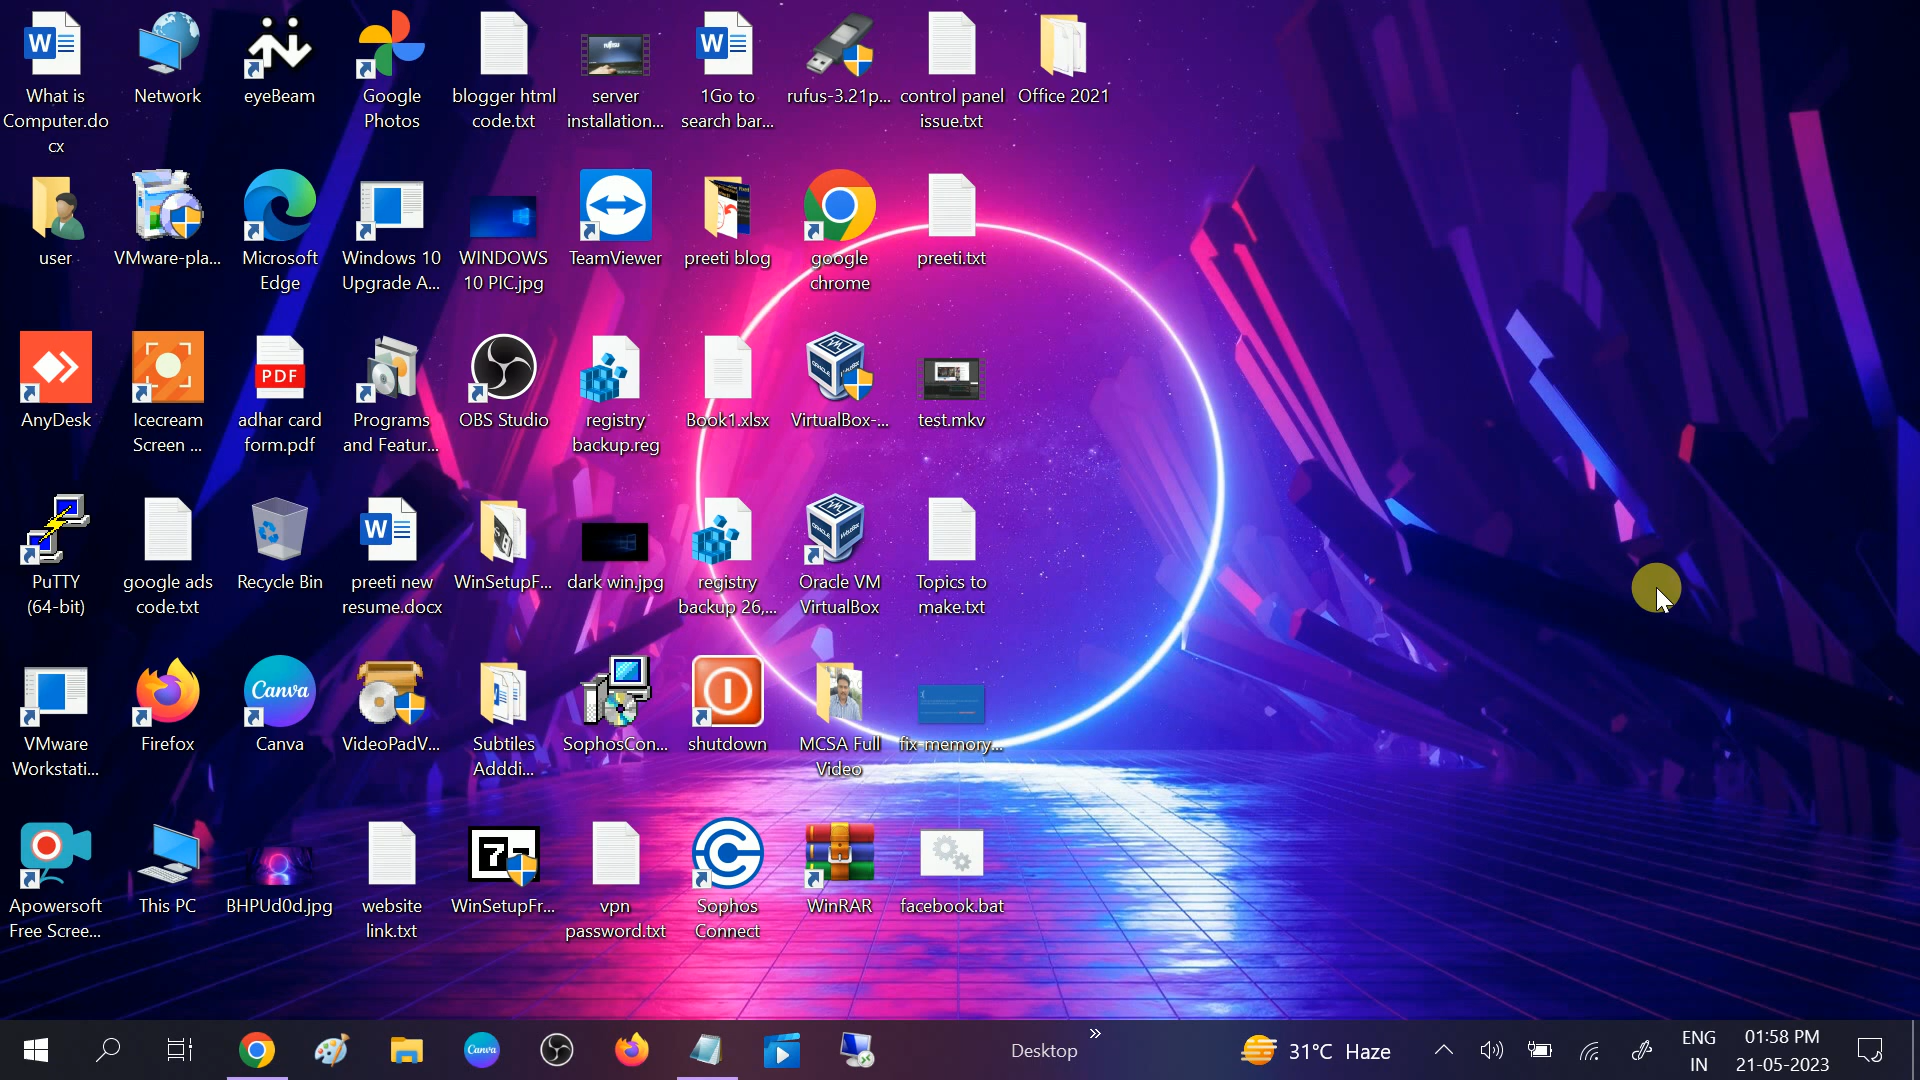 What is
Computer.do
cx
Network
eyeBeam
Google
Photos
blogger html
code.txt
server
installation...
1Go to
search bar...
rufus-3.21p...
control panel
issue.txt
Office 2021
user
VMware-pla...
Microsoft
Edge
Windows 10
Upgrade A...
WINDOWS
10 PIC.jpg
TeamViewer
preeti blog
google
chrome
preeti.txt
AnyDesk
Icecream
Screen ...
PDF
adhar card
form.pdf
Programs
and Featur...
OBS Studio
registry
backup.reg
Book1.xlsx
VirtualBox-...
test.mkv
PuTTY
(64-bit)
google ads
code.txt
Recycle Bin
preeti new
resume.docx
WinSetupF...
dark win.jpg
registry
backup 26,...
Oracle VM
VirtualBox
Topics to
make.txt
VMware
Workstati...
Firefox
Canva
Canva
VideoPadV...
Subtiles
Adddi...
SophosCon...
shutdown
MCSA Full
Video
fix-memory...
Apowersoft
Free Scree...
This PC
BHPUd0d.jpg
website
link.txt
WinSetupFr...
vpn
password.txt
Sophos
Connect
WinRAR
facebook.bat
Canva
Desktop
31°C Haze
ENG
IN
01:58 PM
21-05-2023